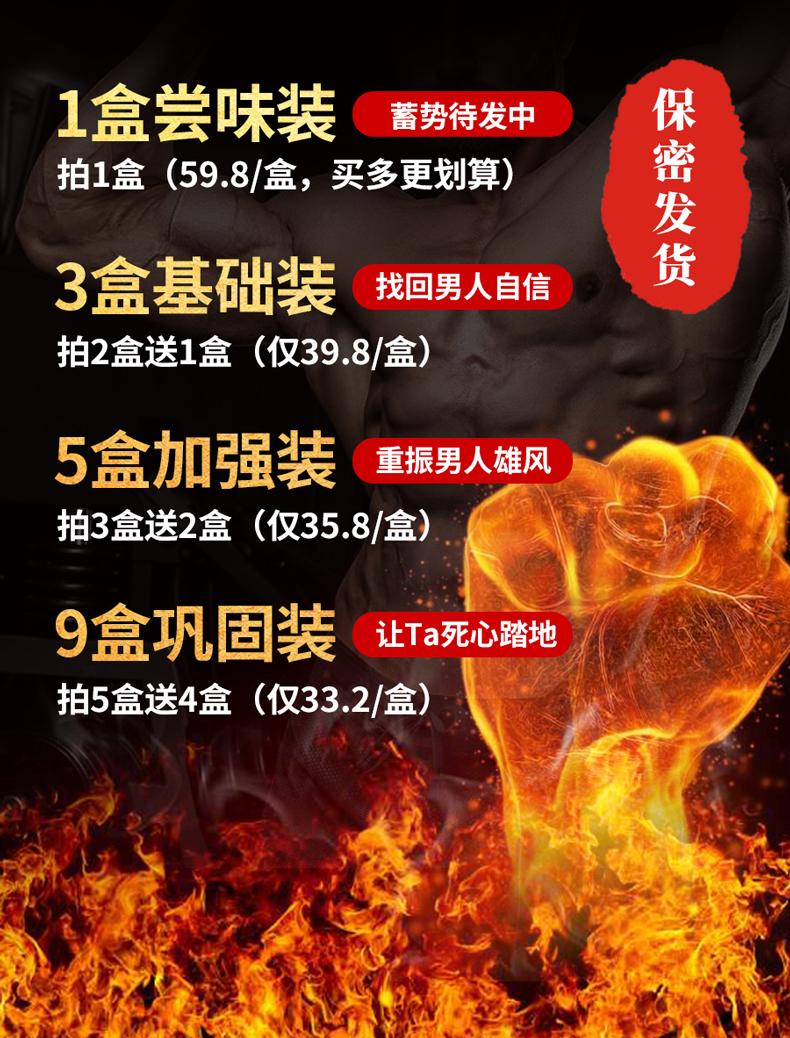 1盒尝味装 蓄势待发中
拍1盒（59.8/盒，买多更划算）
3盒基础装 找回男人自信
拍2盒送1盒（仅39.8/盒）
5盒加强装 重振男人雄风
拍3盒送2盒（仅35.8/盒）
9盒巩固装 让Ta死心踏地
拍5盒送4盒（仅33.2/盒）
保密发货